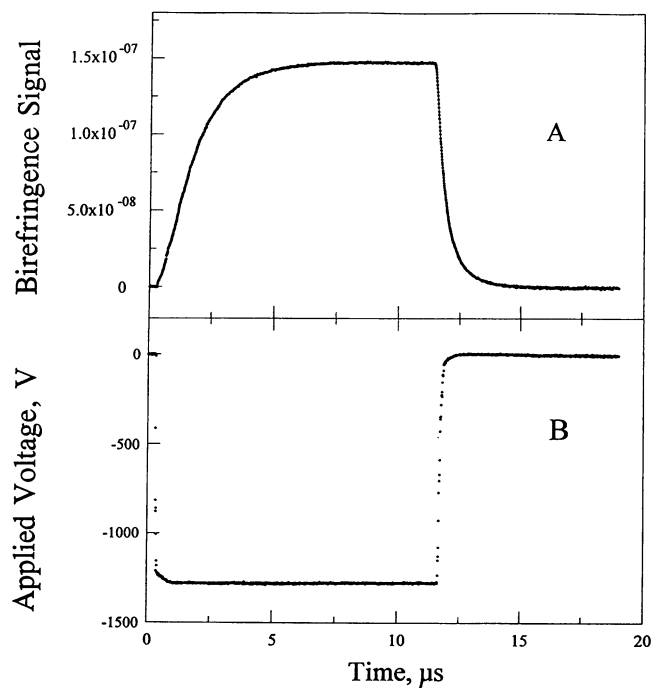 Birefringence Signal
1.5x10⁻⁰⁷
1.0x10⁻⁰⁷
5.0x10⁻⁰⁸
0
A
Applied Voltage, V
0
-500
-1000
-1500
B
0 5 10 15 20
Time, µs